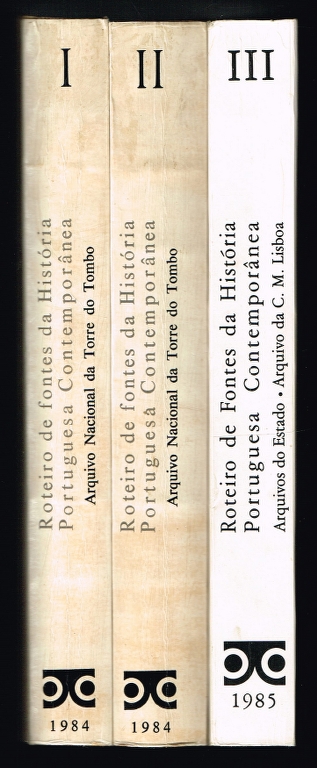 I
Roteiro de fontes da História
Portuguesa Contemporânea
Arquivo Nacional da Torre do Tombo
1984
II
Roteiro de fontes da História
Portuguesa Contemporânea
Arquivo Nacional da Torre do Tombo
1984
III
Roteiro de Fontes da História
Portuguesa Contemporânea
Arquivos do Estado • Arquivo da C. M. Lisboa
1985